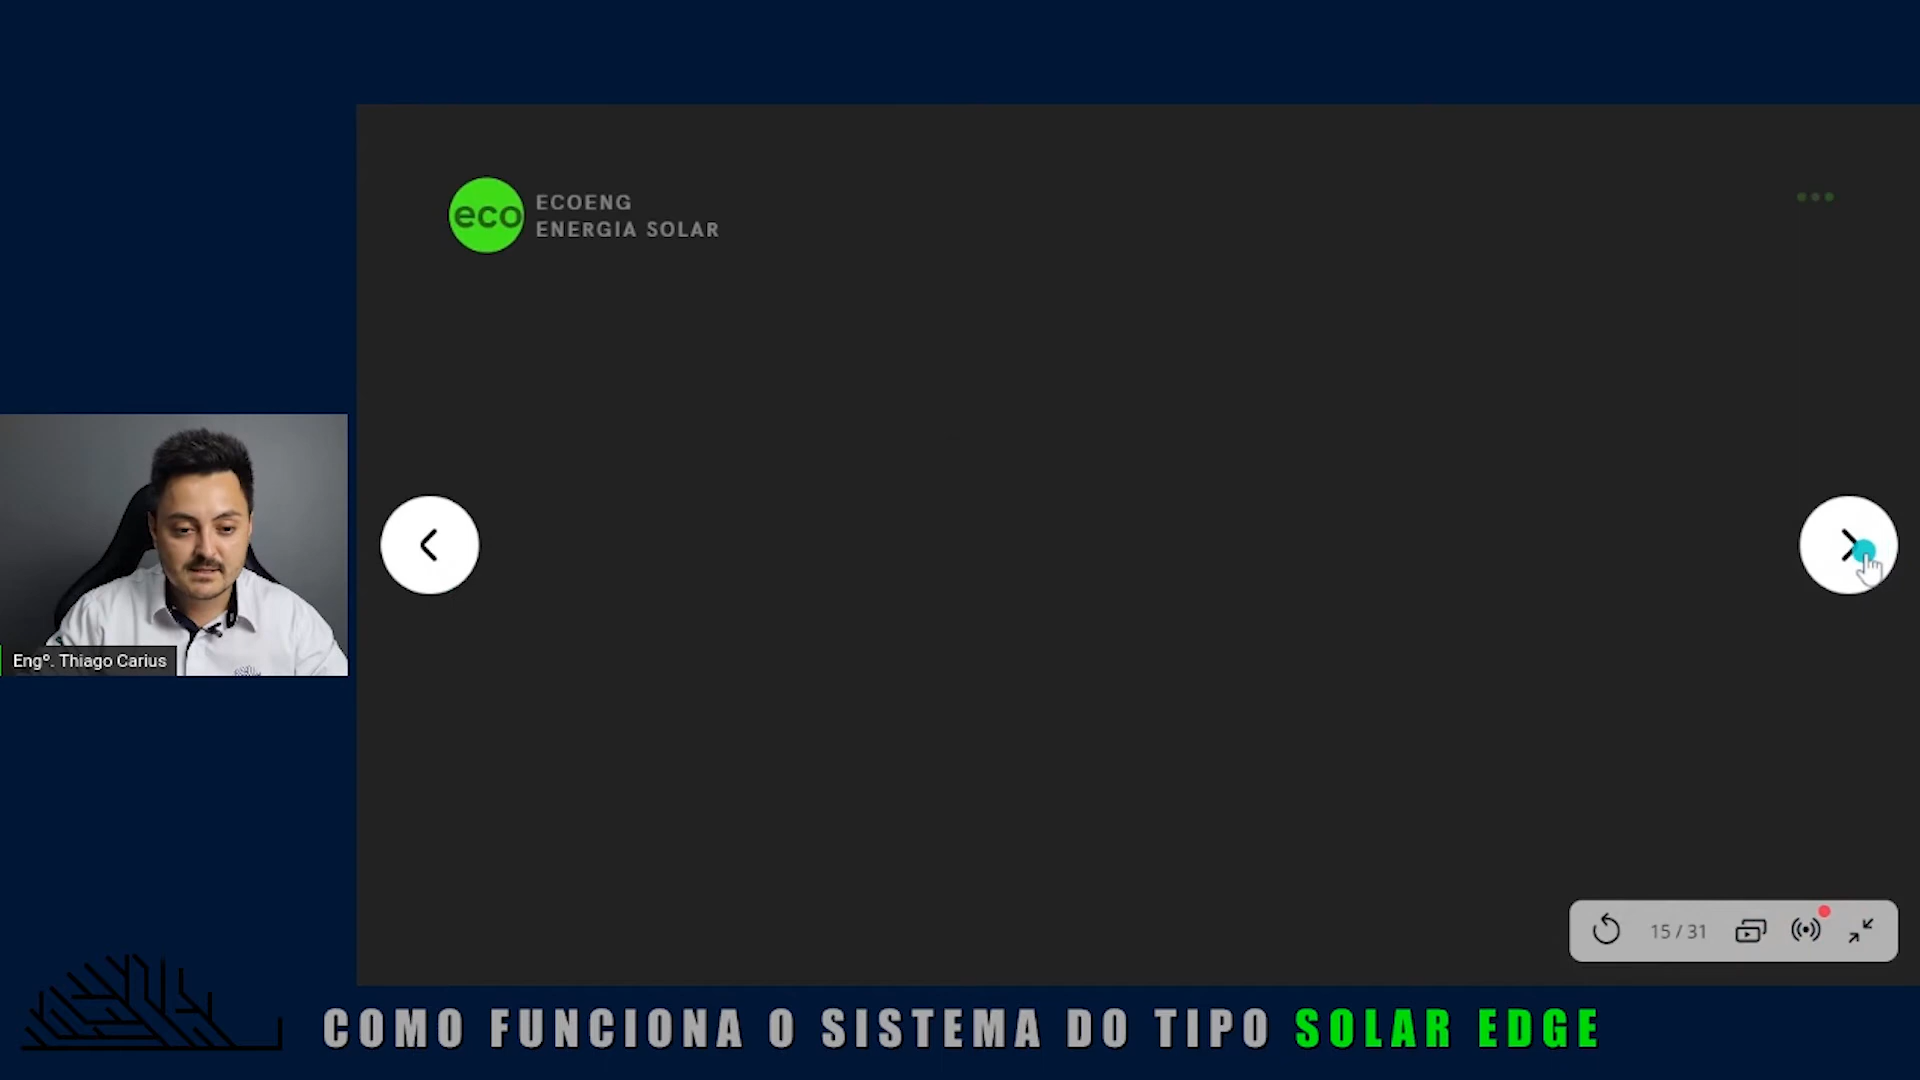 eco
ECOENG
ENERGIA SOLAR
Engº. Thiago Carius
15 / 31
COMO FUNCIONA O SISTEMA DO TIPO SOLAR EDGE